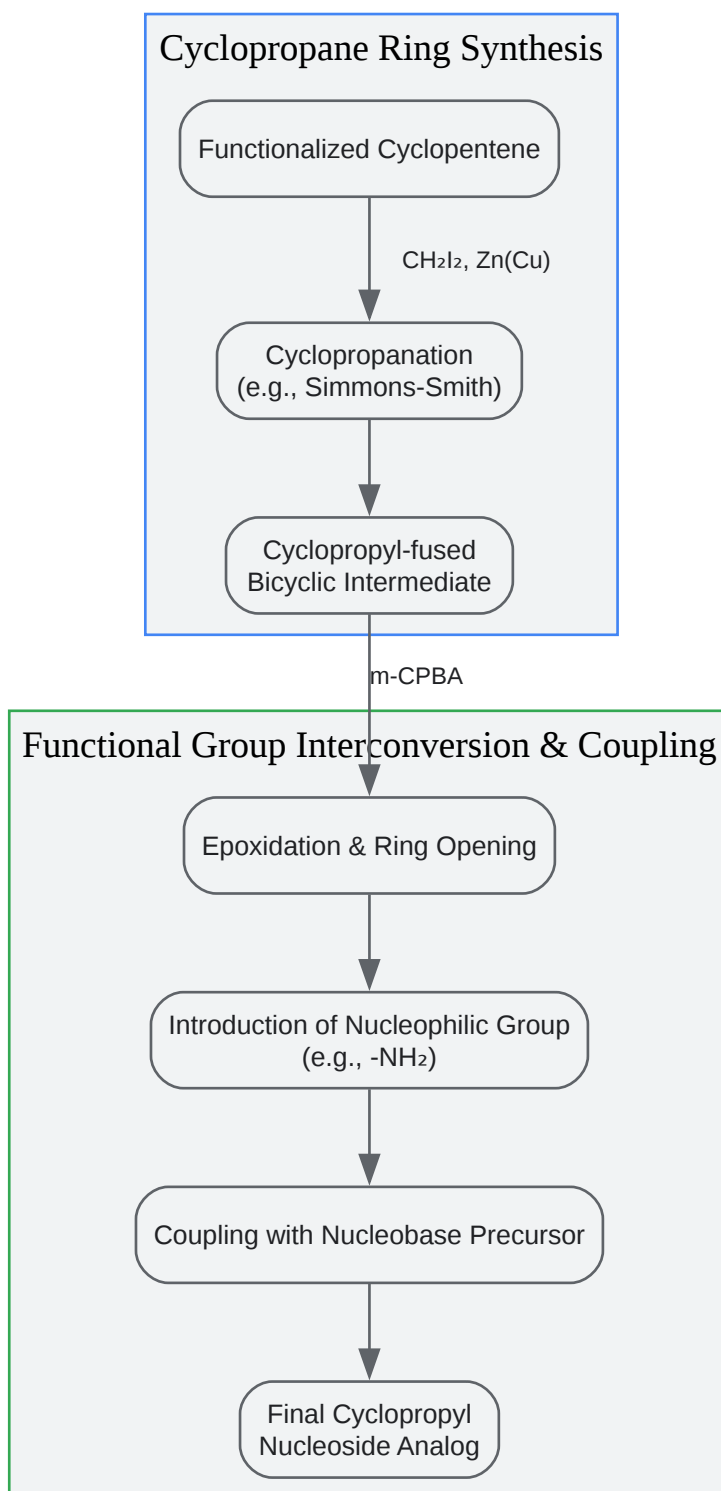 Cyclopropane Ring Synthesis
Functionalized Cyclopentene
CH₂I₂, Zn(Cu)
Cyclopropanation
(e.g., Simmons-Smith)
Cyclopropyl-fused
Bicyclic Intermediate
m-CPBA
Functional Group Interconversion & Coupling
Epoxidation & Ring Opening
Introduction of Nucleophilic Group
(e.g., -NH₂)
Coupling with Nucleobase Precursor
Final Cyclopropyl
Nucleoside Analog